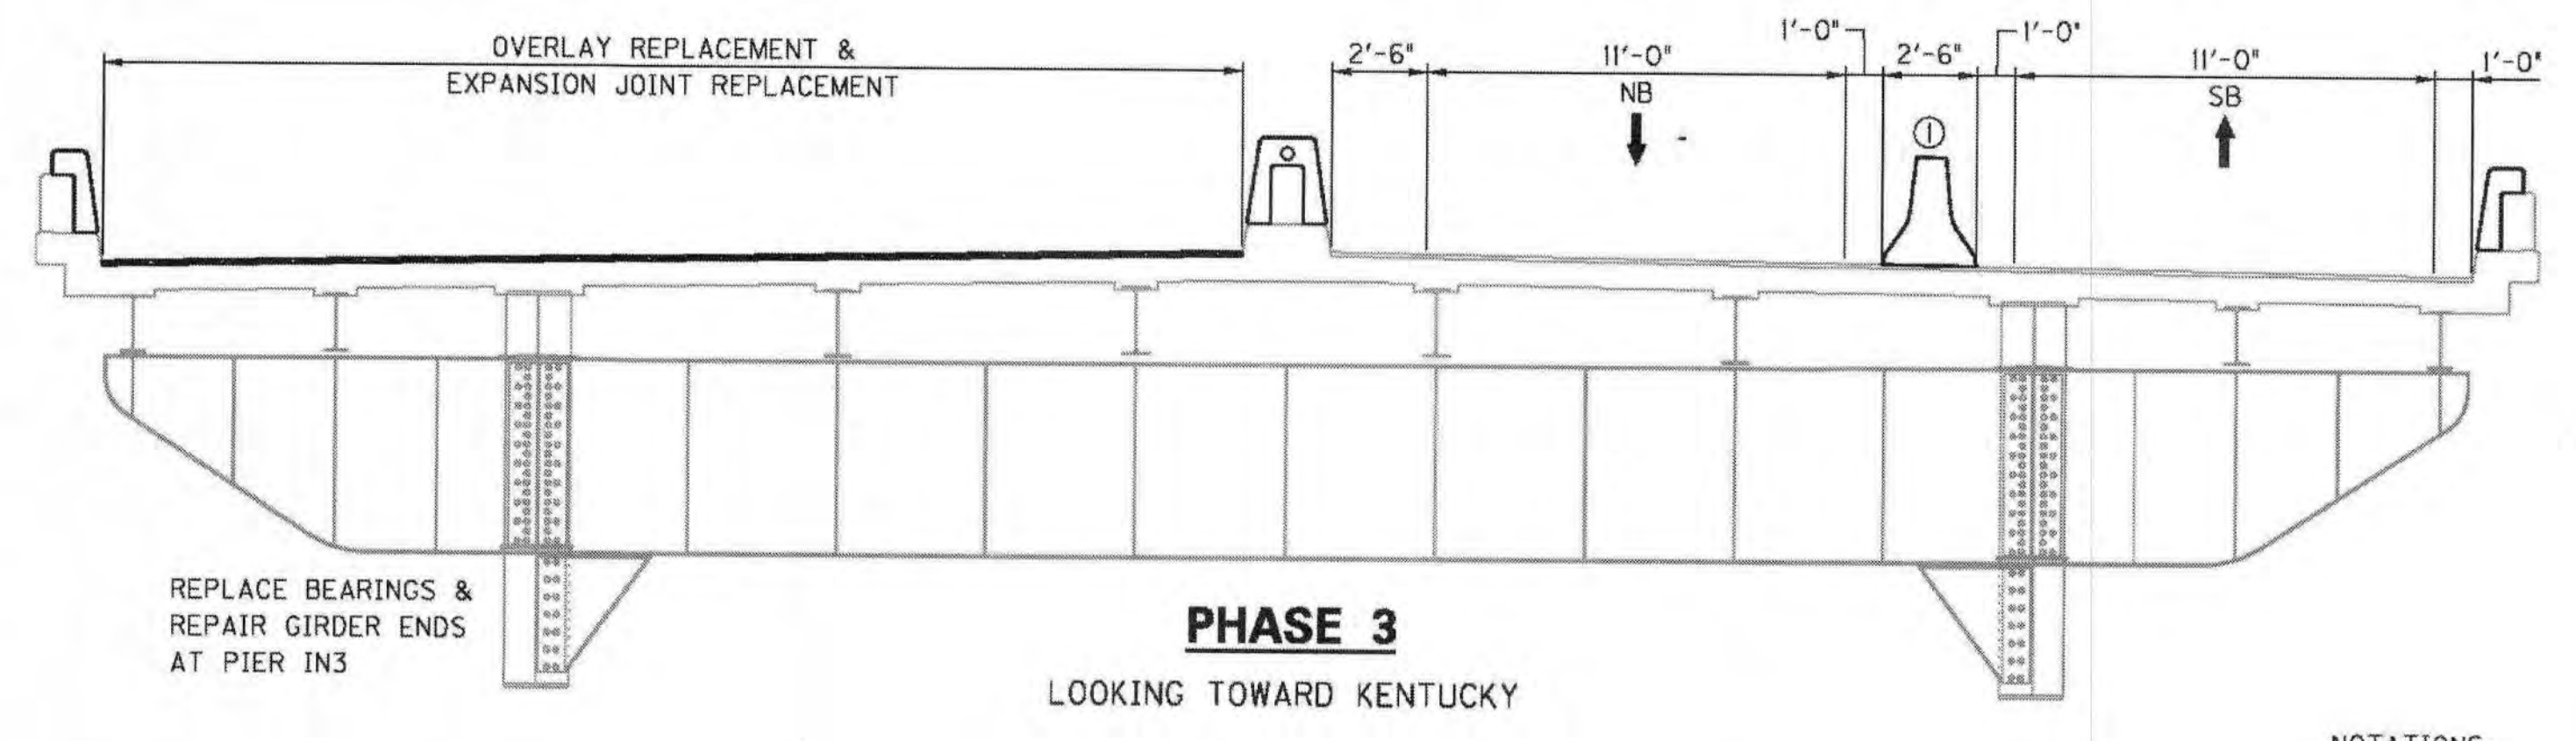 OVERLAY REPLACEMENT &
EXPANSION JOINT REPLACEMENT
2'-6"
11'-0"
NB
1'-0"
2'-6"
1'-0"
①
11'-0"
SB
1'-0"
REPLACE BEARINGS &
REPAIR GIRDER ENDS
AT PIER IN3
PHASE 3
LOOKING TOWARD KENTUCKY
NOTATIONS